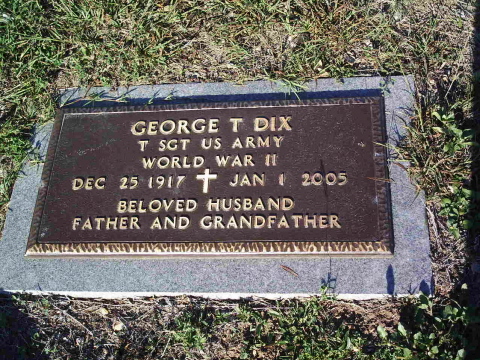 GEORGE T DIX
T SGT US ARMY
WORLD WAR II
DEC 25 1917 JAN 1 2005
BELOVED HUSBAND
FATHER AND GRANDFATHER